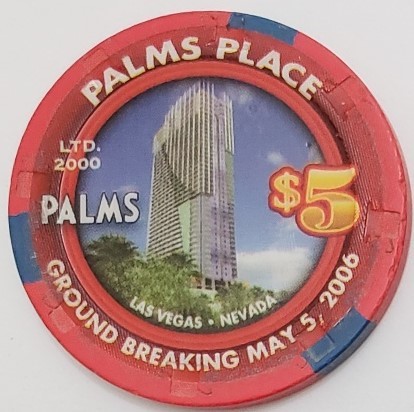 PALMS PLACE
LTD.
2000
PALMS
$5
LAS VEGAS • NEVADA
GROUND BREAKING MAY 5, 2006